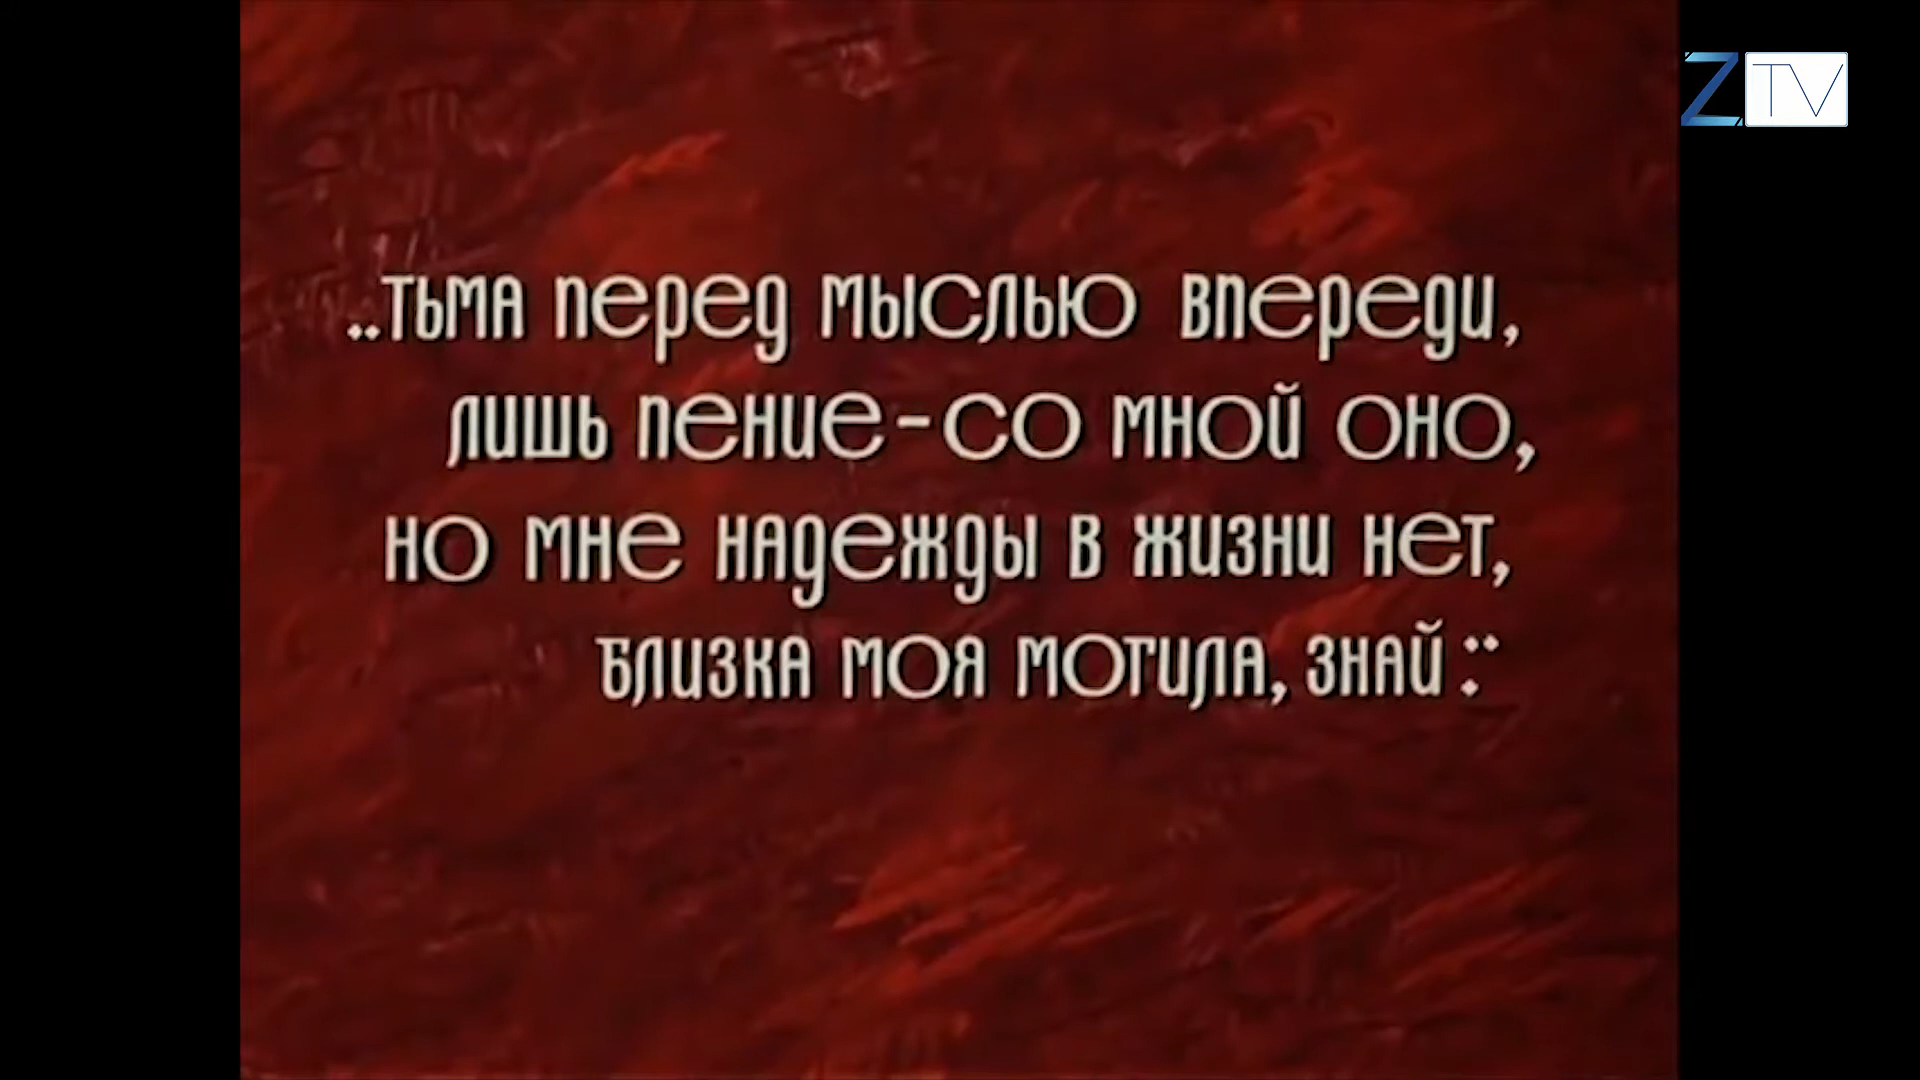 ZTV
..тьма перед мыслью впереди,
лишь пение-со мной оно,
но мне надежды в жизни нет,
близка моя могила, знай..